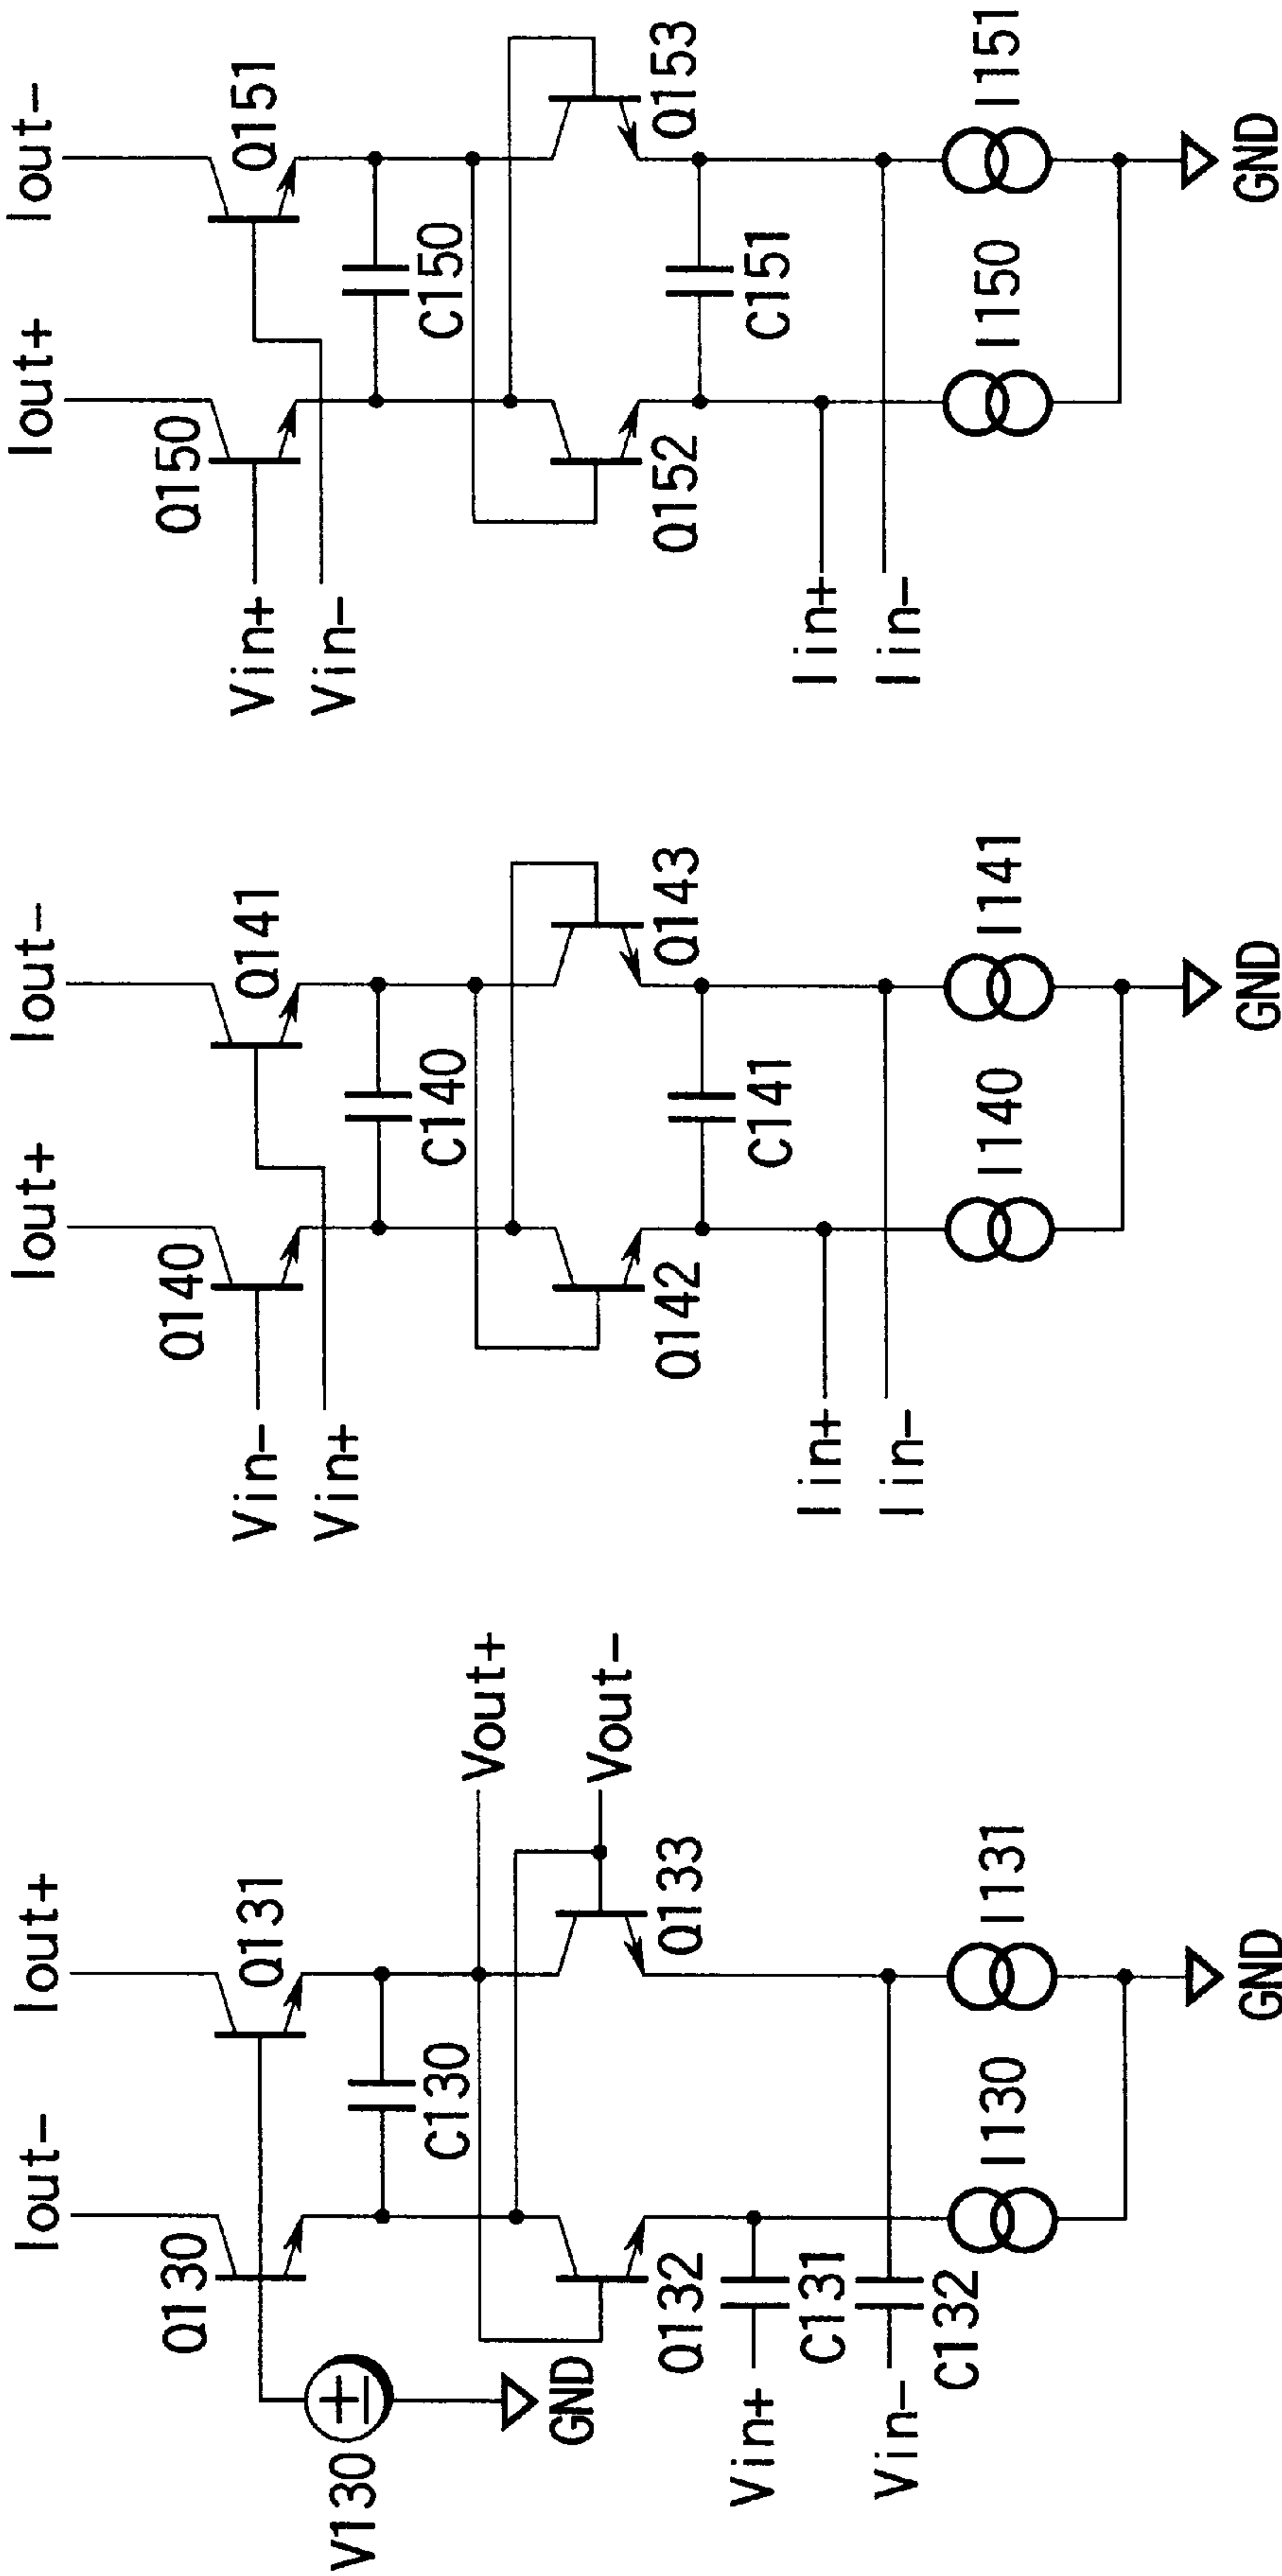 Iout-
Iout+
Q130
Q131
V130
GND
C130
Vout+
Vout-
Q132
Q133
Vin+
C131
Vin-
C132
I130
I131
GND
Iout+
Iout-
Q140
Q141
Vin-
Vin+
C140
Q142
Q143
C141
Iin+
Iin-
I140
I141
GND
Iout+
Iout-
Q150
Q151
Vin+
Vin-
C150
Q152
Q153
C151
Iin+
Iin-
I150
I151
GND